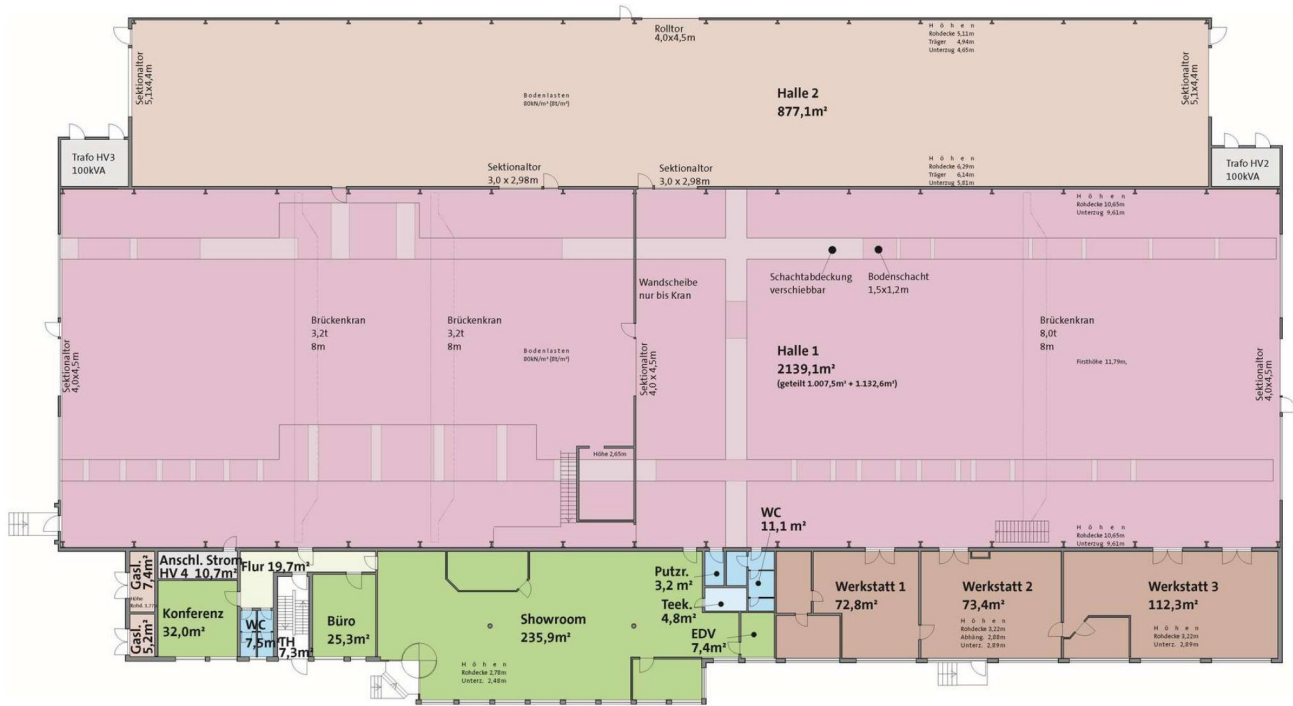 Rolltor
4,0x4,5m
H ö h e n
Rohdecke 5,11m
Träger 4,94m
Unterzug 4,65m
Sektionaltor
5,1x4,4m
Bodenlasten
80kN/m² (8t/m²)
Halle 2
877,1m²
Sektionaltor
5,1x4,4m
Trafo HV3
100kVA
Sektionaltor
3,0 x 2,98m
Sektionaltor
3,0 x 2,98m
H ö h e n
Rohdecke 6,29m
Träger 6,14m
Unterzug 5,81m
Trafo HV2
100kVA
H ö h e n
Rohdecke 10,65m
Unterzug 9,61m
Wandscheibe
nur bis Kran
Schachtabdeckung
verschiebbar
Bodenschacht
1,5x1,2m
Sektionaltor
4,0x4,5m
Brückenkran
3,2t
8m
Brückenkran
3,2t
8m
Bodenlasten
80kN/m² (8t/m²)
Sektionaltor
4,0 x 4,5m
Halle 1
2139,1m²
(geteilt 1.007,5m² + 1.132,6m²)
Brückenkran
8,0t
8m
Firsthöhe 11,79m,
Sektionaltor
4,0x4,5m
Höhe 2,65m
H ö h e n
Rohdecke 10,65m
Unterzug 9,61m
WC
11,1 m²
Gasl.
7,4m²
Anschl. Strom
HV 4 10,7m²
Flur 19,7m²
Putzr.
3,2 m²
Werkstatt 1
72,8m²
Werkstatt 2
73,4m²
Werkstatt 3
112,3m²
Höhe
Gasl.
5,2m²
Konferenz
32,0m²
WC
7,5m²
TH
7,3m²
Büro
25,3m²
Showroom
235,9m²
Teek.
4,8m²
EDV
7,4m²
H ö h e n
Rohdecke 3,22m
Abhäng. 2,88m
Unterz. 2,89m
H ö h e n
Rohdecke 3,22m
Unterz. 2,89m
H ö h e n
Rohdecke 2,78m
Unterz. 2,48m